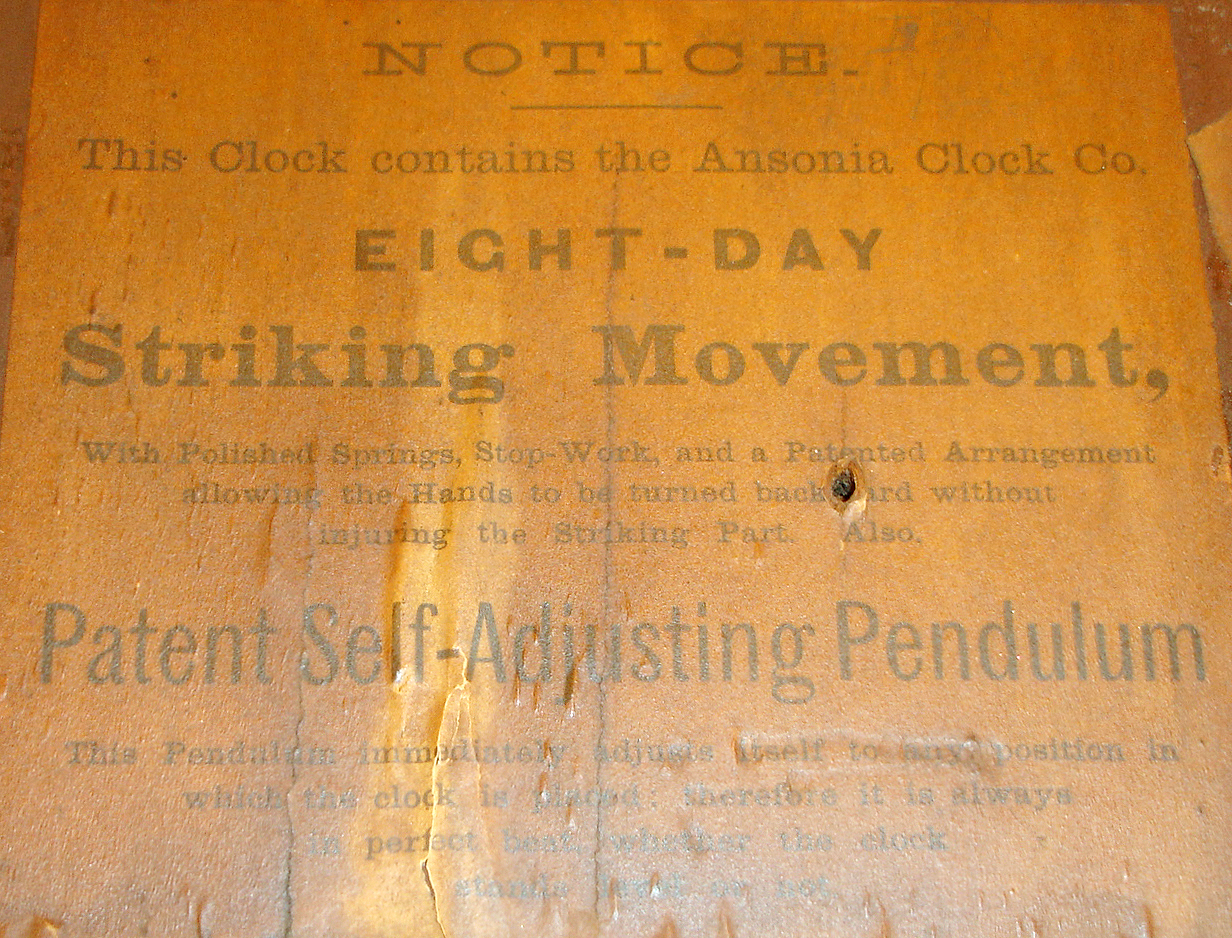 NOTICE.
This Clock contains the Ansonia Clock Co.
EIGHT-DAY
Striking Movement,
With Polished Springs, Stop-Work, and a Patented Arrangement
allowing the Hands to be turned backward without
injuring the Striking Part. Also.
Patent Self-Adjusting Pendulum
This Pendulum immediately adjusts itself to any position in
which the clock is placed; therefore it is always
in perfect beat, whether the clock
stands level or not.